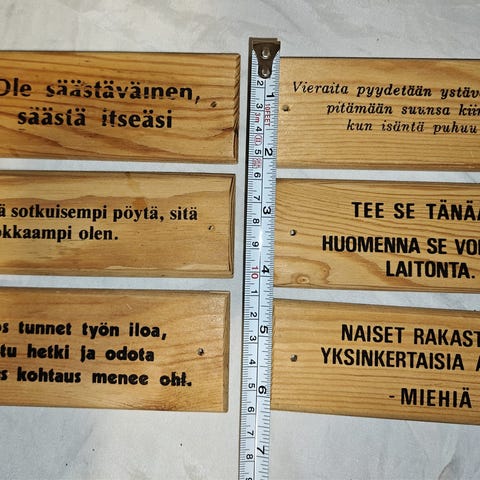 Ole säästäväinen,
säästä itseäsi
sotkuisempi pöytä, sitä
olen.
tunnet työn iloa,
hetki ja odota
kohtaus menee ohi.
Vieraita pyydetään
pitämään suunsa
kun isäntä puhuu
TEE SE
HUOMENNA SE
LAITONTA.
NAISET
YKSINKERTAISIA
- MIEHIÄ